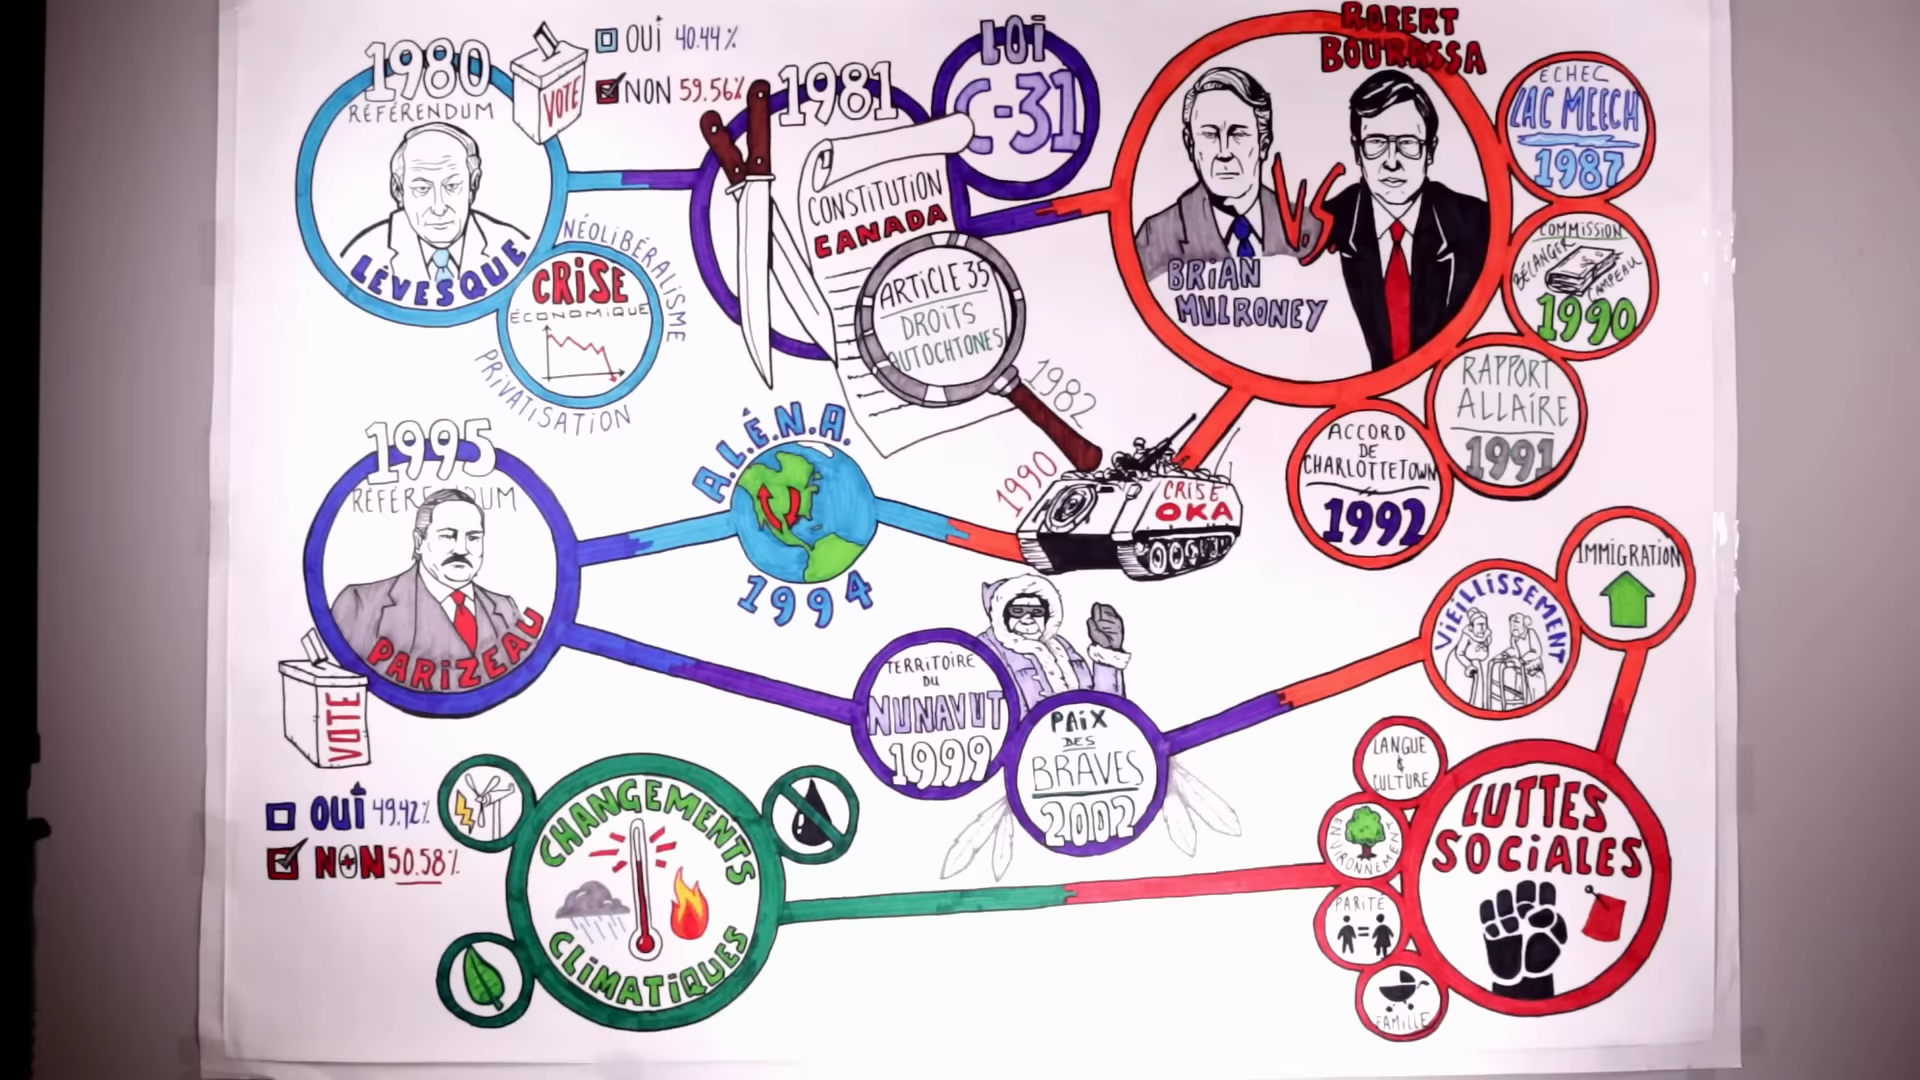 1980
RÉFÉRENDUM
LÉVESQUE
VOTE
OUÏ 40.44%
NON 59.56%
NÉOLIBÉRALISME
CRISE
ÉCONOMIQUE
PRIVATISATION
1981
CONSTITUTION
CANADA
ARTICLE 35
DROITS
AUTOCHTONES
1982
LOI
C-31
ROBERT
BOURASSA
VS
BRIAN
MULRONEY
ECHEC
LAC MEECH
1987
COMMISSION
BÉLANGER
CAMPEAU
1990
RAPPORT
ALLAIRE
1991
ACCORD
DE
CHARLOTTETOWN
1992
1990
CRISE
OKA
A.L.É.N.A.
1994
1995
RÉFÉRENDUM
PARIZEAU
VOTE
OUI 49.42%
NON 50.58%
TERRITOIRE
DU
NUNAVUT
1999
PAIX
DES
BRAVES
2002
VIEILLISSEMENT
IMMIGRATION
LUTTES
SOCIALES
LANGUE
&
CULTURE
ENVIRONNEMENT
PARITÉ
=
FAMILLE
CHANGEMENTS
CLIMATIQUES